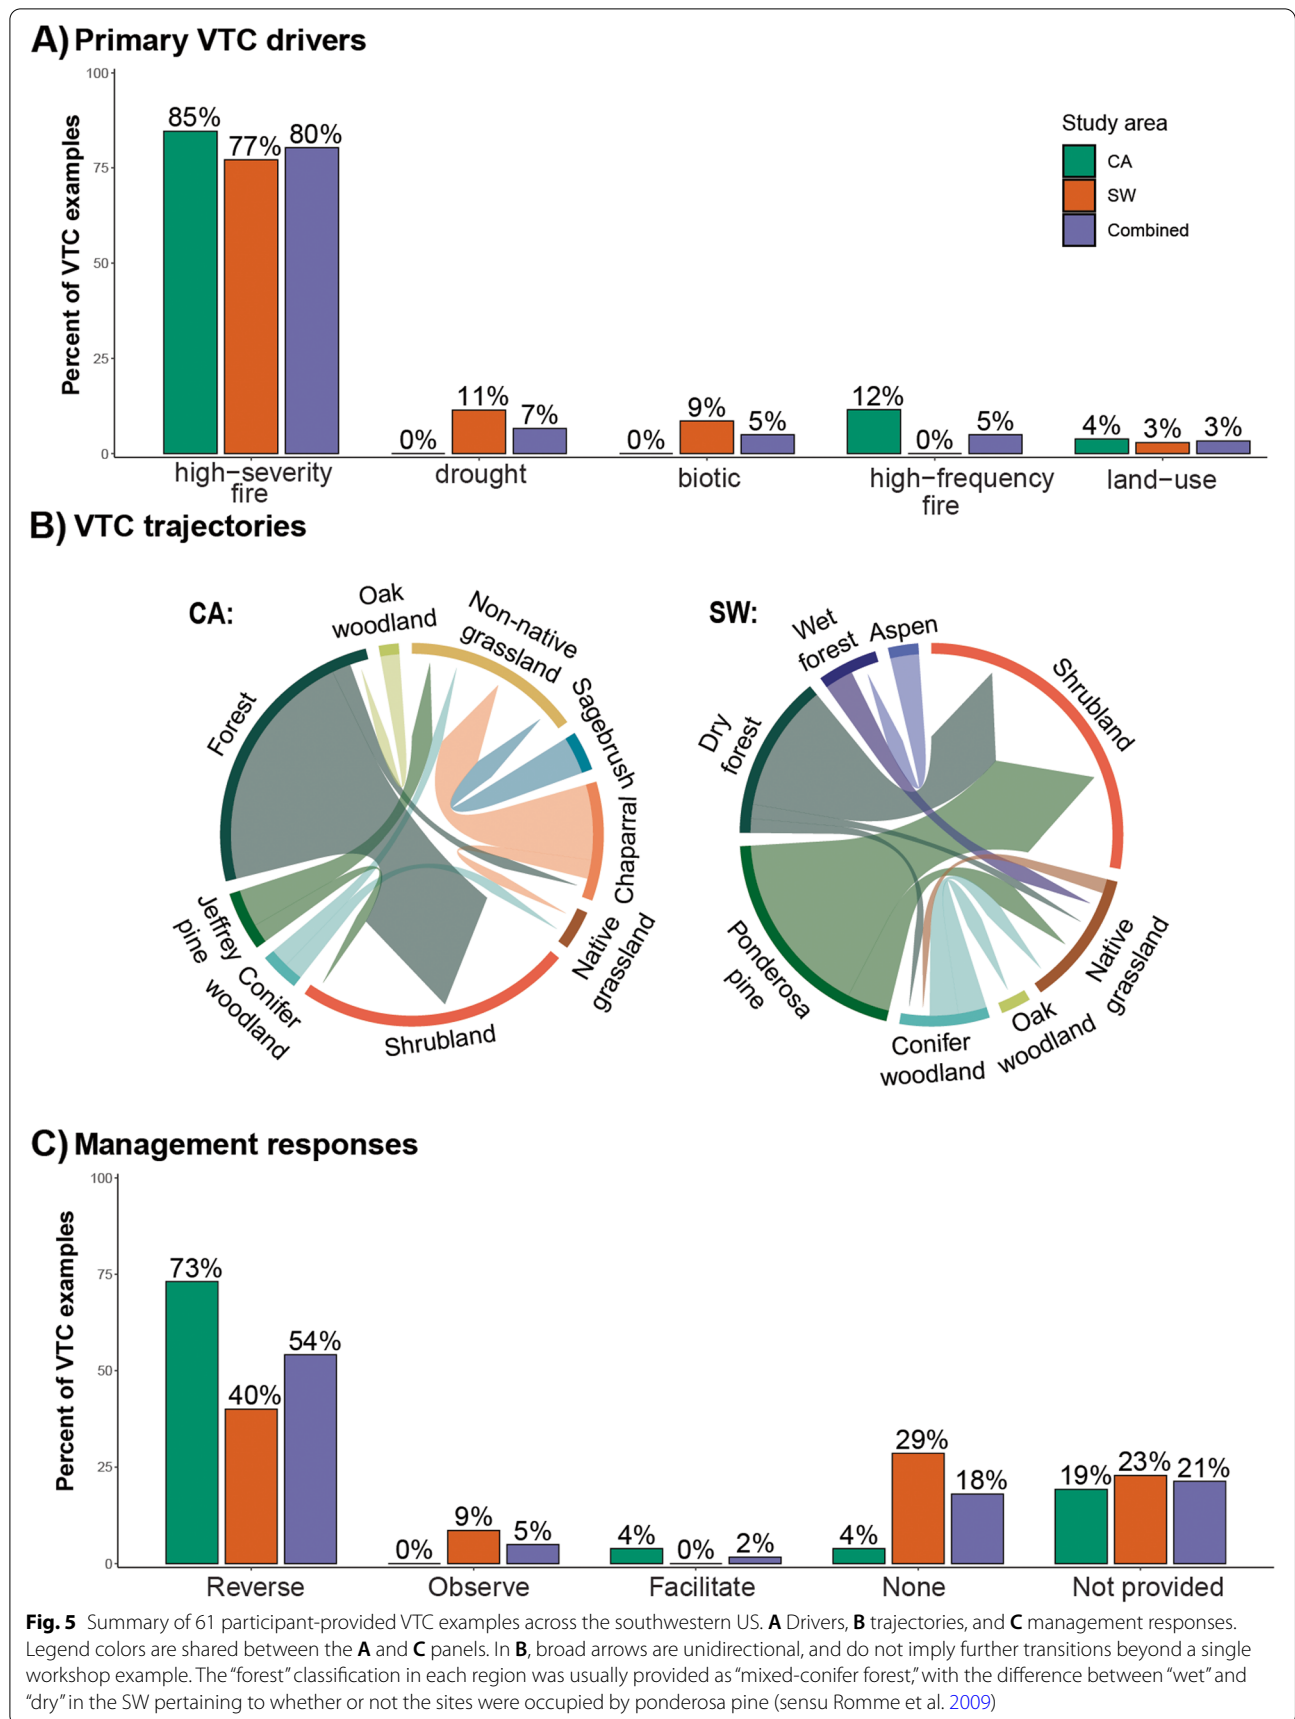 A) Primary VTC drivers
Percent of VTC examples
100
75
50
25
0
85%
77%
80%
0%
11%
7%
0%
9%
5%
12%
0%
5%
4%
3%
3%
high−severity
fire
drought
biotic
high−frequency
fire
land−use
Study area
CA
SW
Combined
B) VTC trajectories
CA:
Oak
woodland
Non-native
grassland
Sagebrush
Chaparral
Native
grassland
Shrubland
Conifer
woodland
Jeffrey
pine
Forest
SW:
Wet
forest
Aspen
Shrubland
Native
grassland
Oak
woodland
Conifer
woodland
Ponderosa
pine
Dry
forest
C) Management responses
Percent of VTC examples
100
75
50
25
0
73%
40%
54%
0%
9%
5%
4%
0%
2%
4%
29%
18%
19%
23%
21%
Reverse
Observe
Facilitate
None
Not provided
Fig. 5 Summary of 61 participant-provided VTC examples across the southwestern US. A Drivers, B trajectories, and C management responses.
Legend colors are shared between the A and C panels. In B, broad arrows are unidirectional, and do not imply further transitions beyond a single
workshop example. The “forest” classification in each region was usually provided as “mixed-conifer forest,” with the difference between “wet” and
“dry” in the SW pertaining to whether or not the sites were occupied by ponderosa pine (sensu Romme et al. 2009)